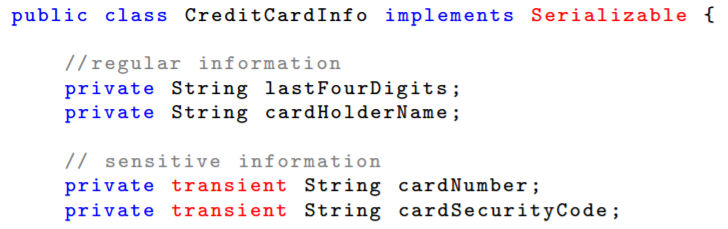 public class CreditCardInfo implements Serializable {
//regular information
private String lastFourDigits;
private String cardHolderName;
// sensitive information
private transient String cardNumber;
private transient String cardSecurityCode;